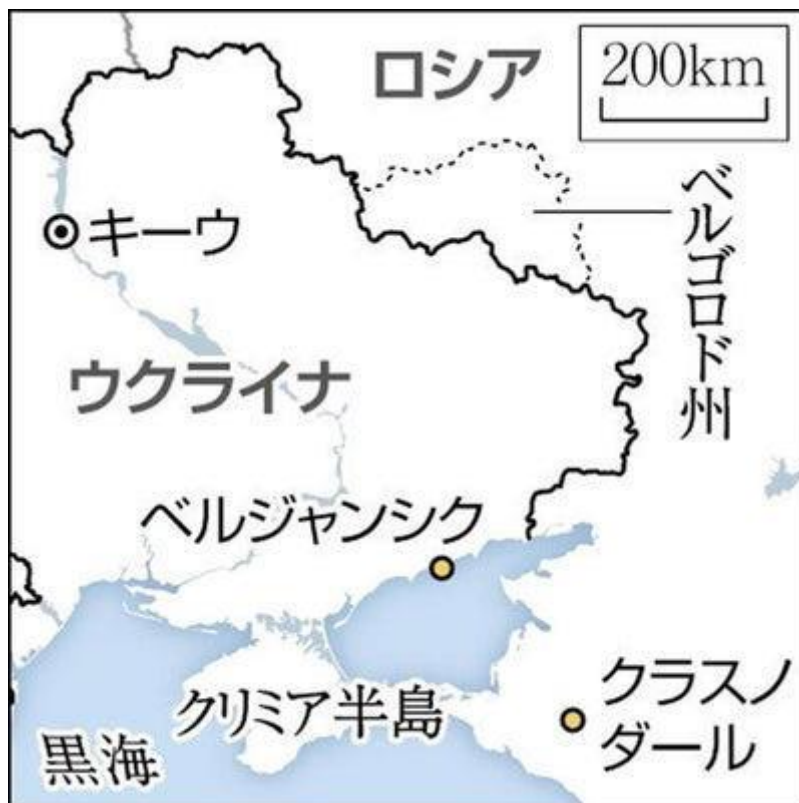 ロシア
200km
ベルゴロド州
キーウ
ウクライナ
ベルジャンシク
クラスノ
ダール
クリミア半島
黒海